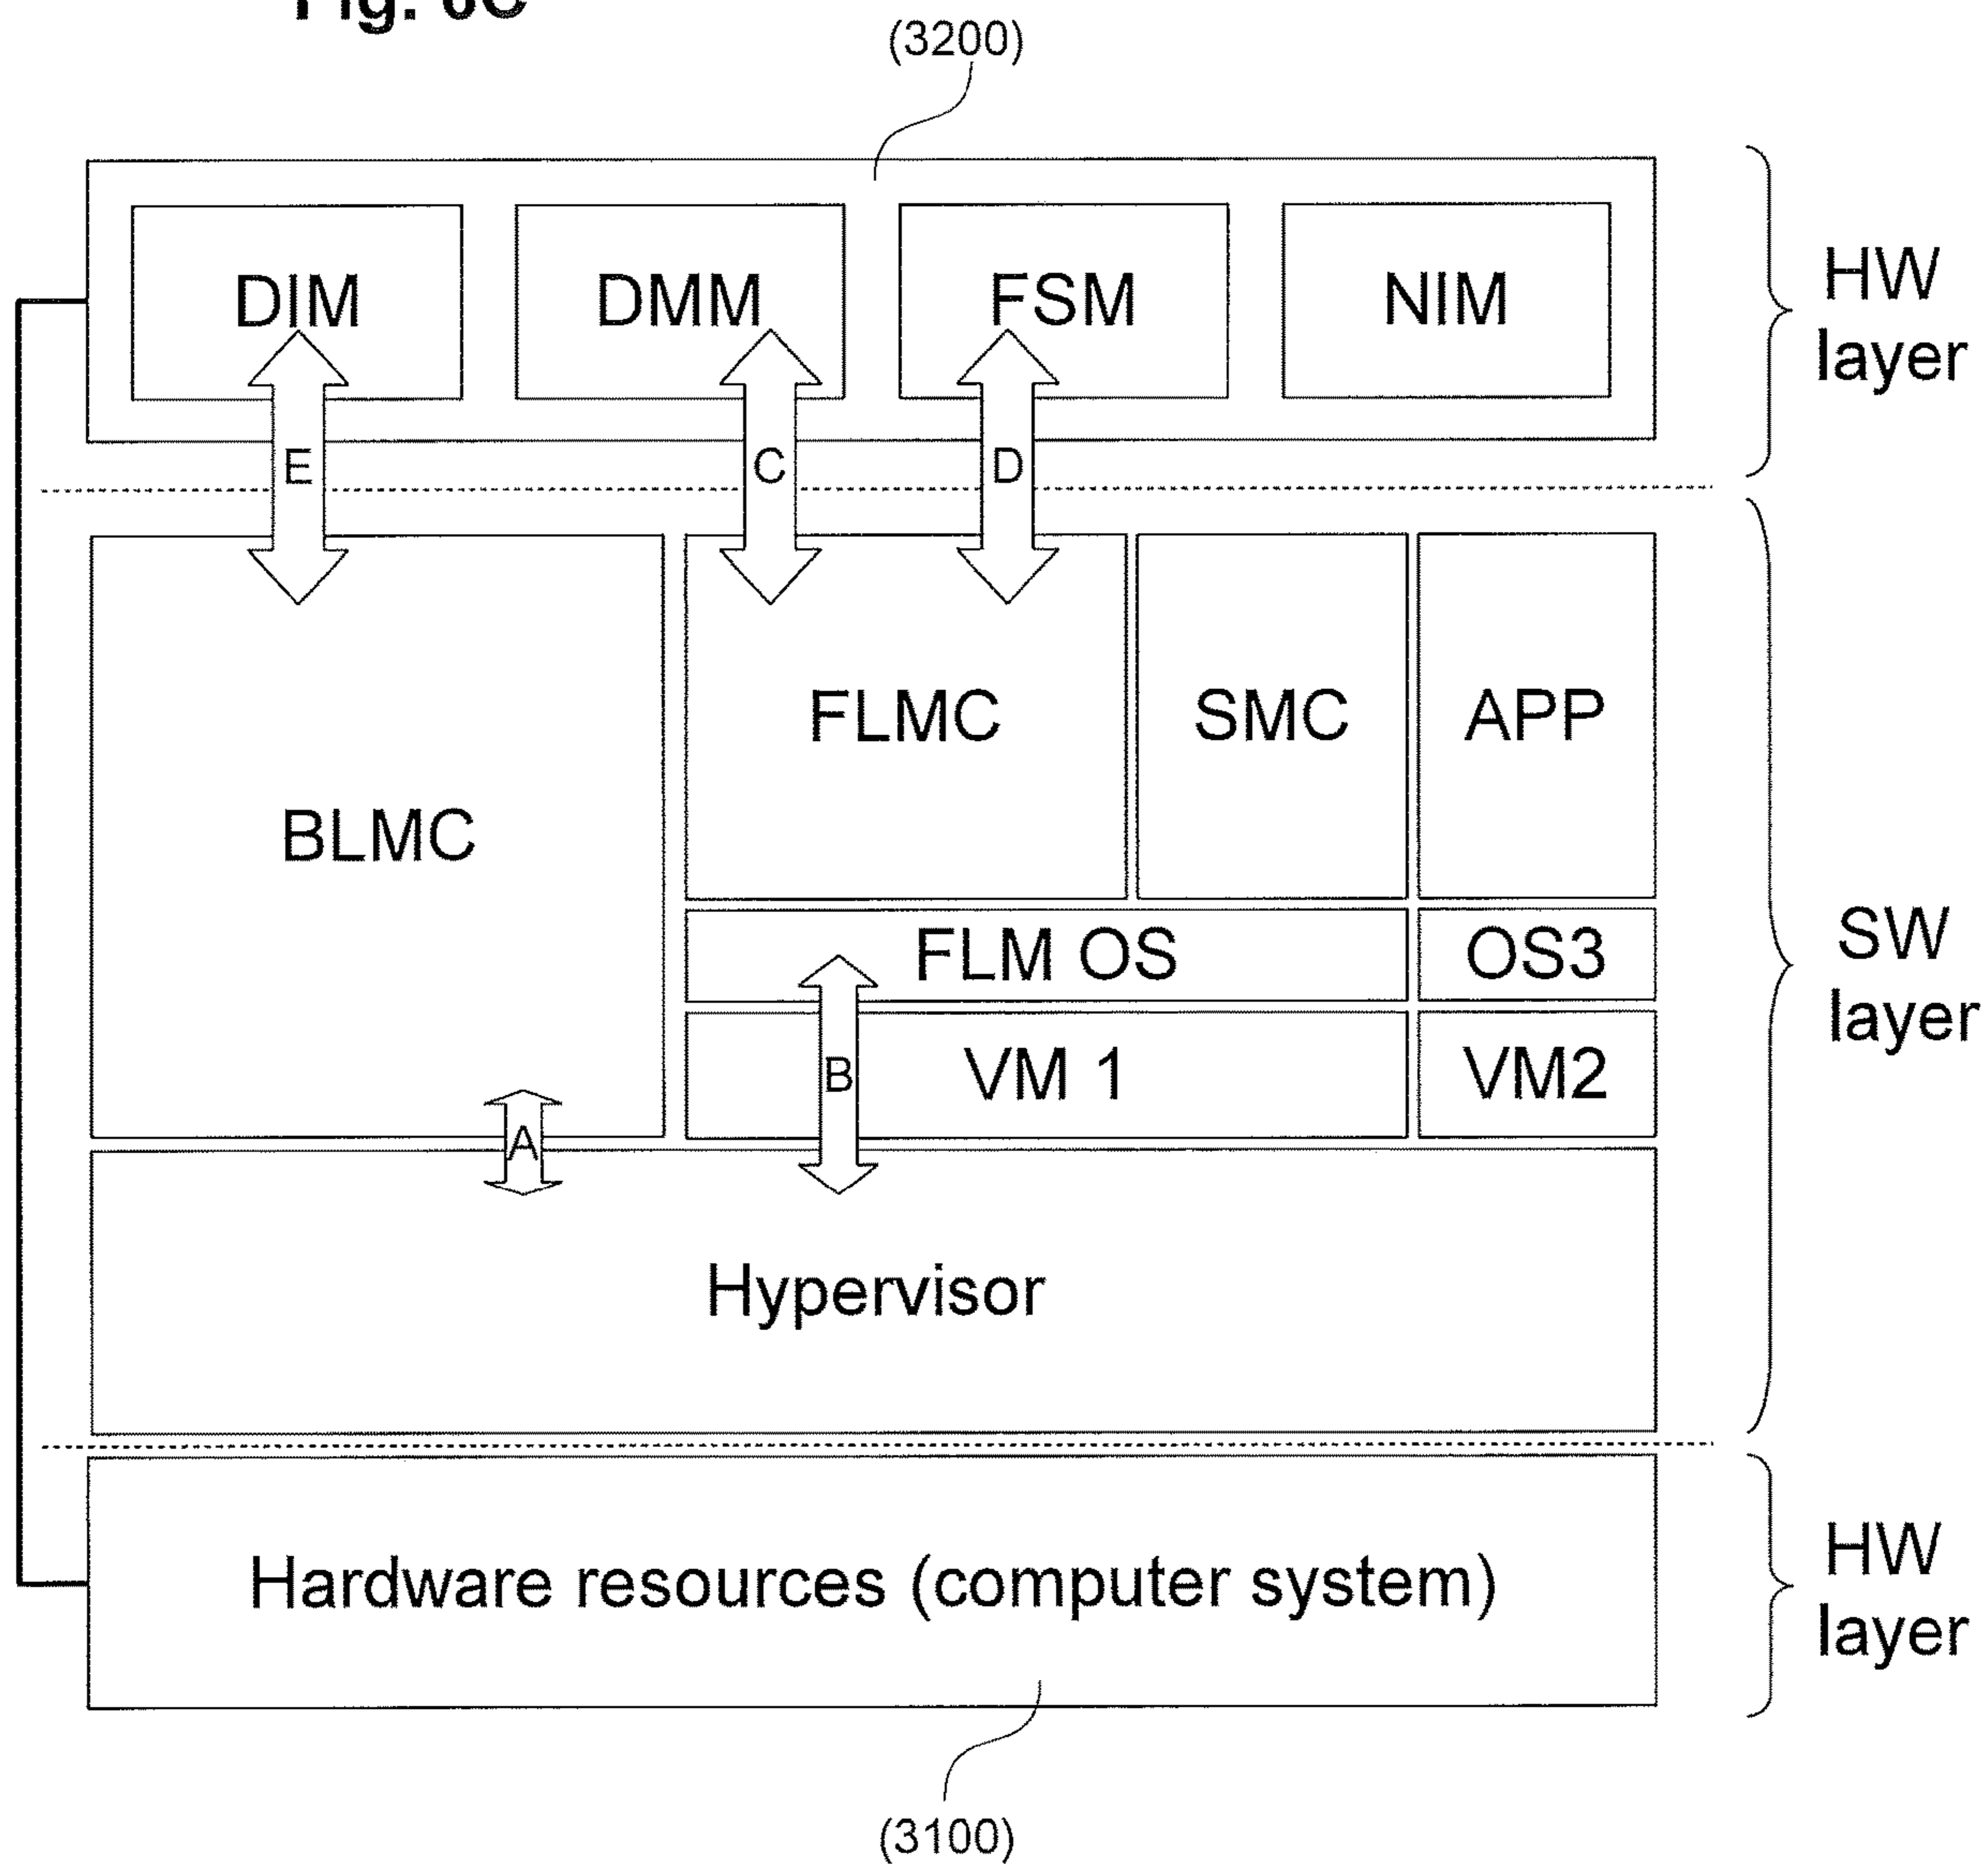 (3200)
DIM
DMM
FSM
NIM
HW
layer
E
C
D
BLMC
FLMC
SMC
APP
FLM OS
OS3
SW
layer
VM 1
VM2
B
A
Hypervisor
Hardware resources (computer system)
HW
layer
(3100)